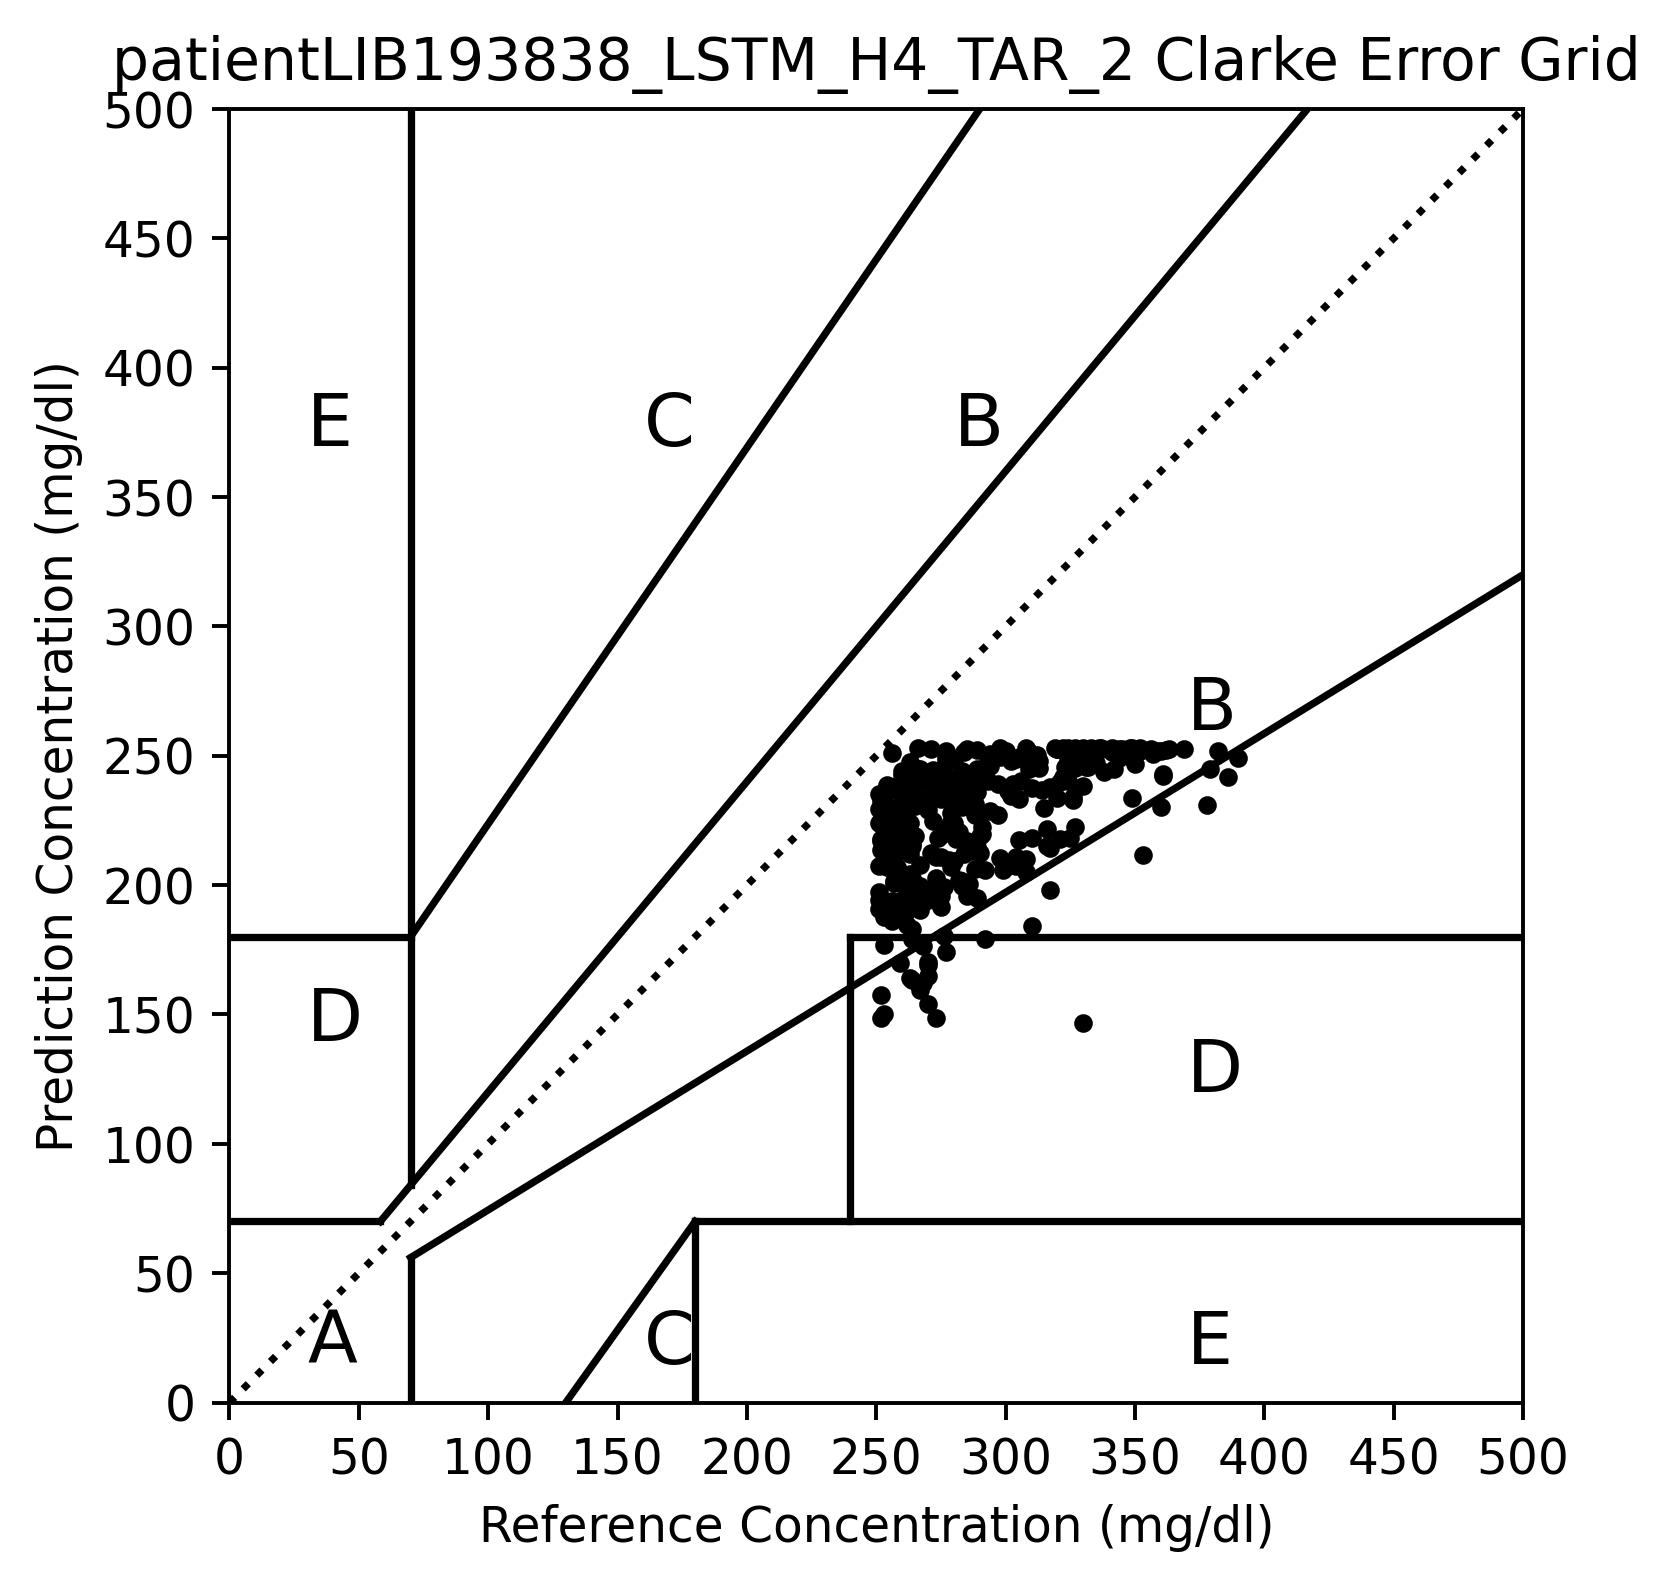 patientLIB193838_LSTM_H4_TAR_2 Clarke Error Grid
500
450
400
350
300
250
200
150
100
50
0
Prediction Concentration (mg/dl)
E
C
B
B
D
D
A
C
E
0 50 100 150 200 250 300 350 400 450 500
Reference Concentration (mg/dl)